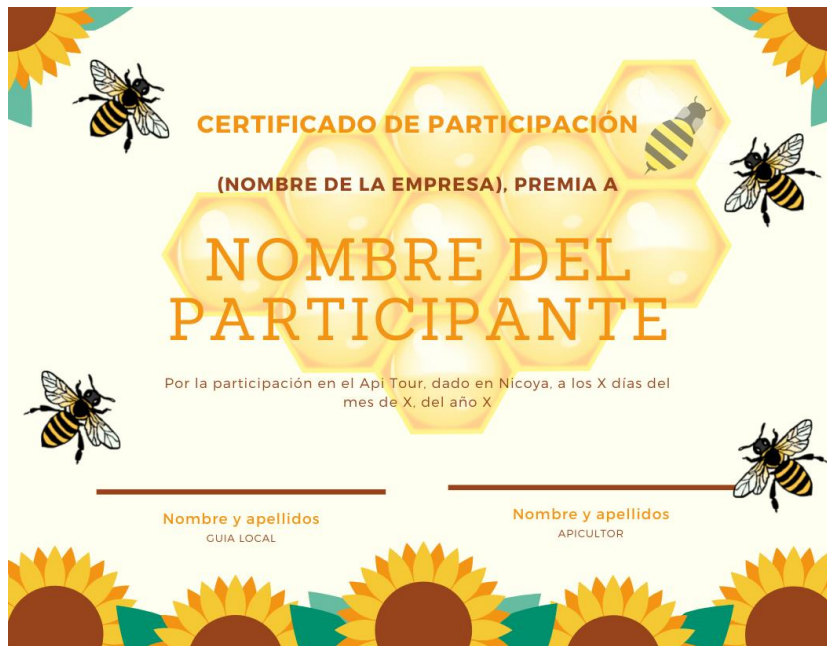 CERTIFICADO DE PARTICIPACIÓN
(NOMBRE DE LA EMPRESA), PREMIA A
NOMBRE DEL
PARTICIPANTE
Por la participación en el Api Tour, dado en Nicoya, a los X días del
mes de X, del año X
Nombre y apellidos
GUIA LOCAL
Nombre y apellidos
APICULTOR